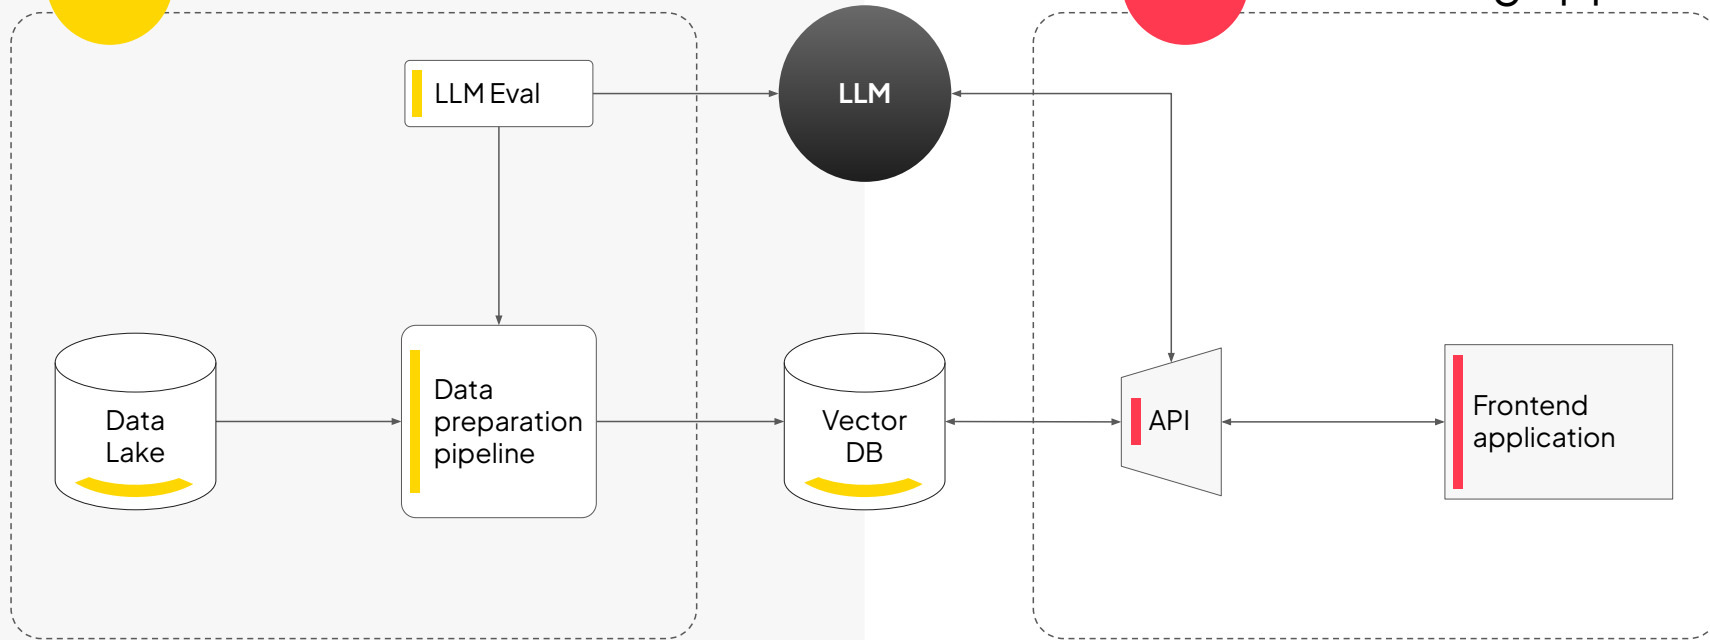 LLM Eval
LLM
Data
Lake
Data
preparation
pipeline
Vector
DB
API
Frontend
application